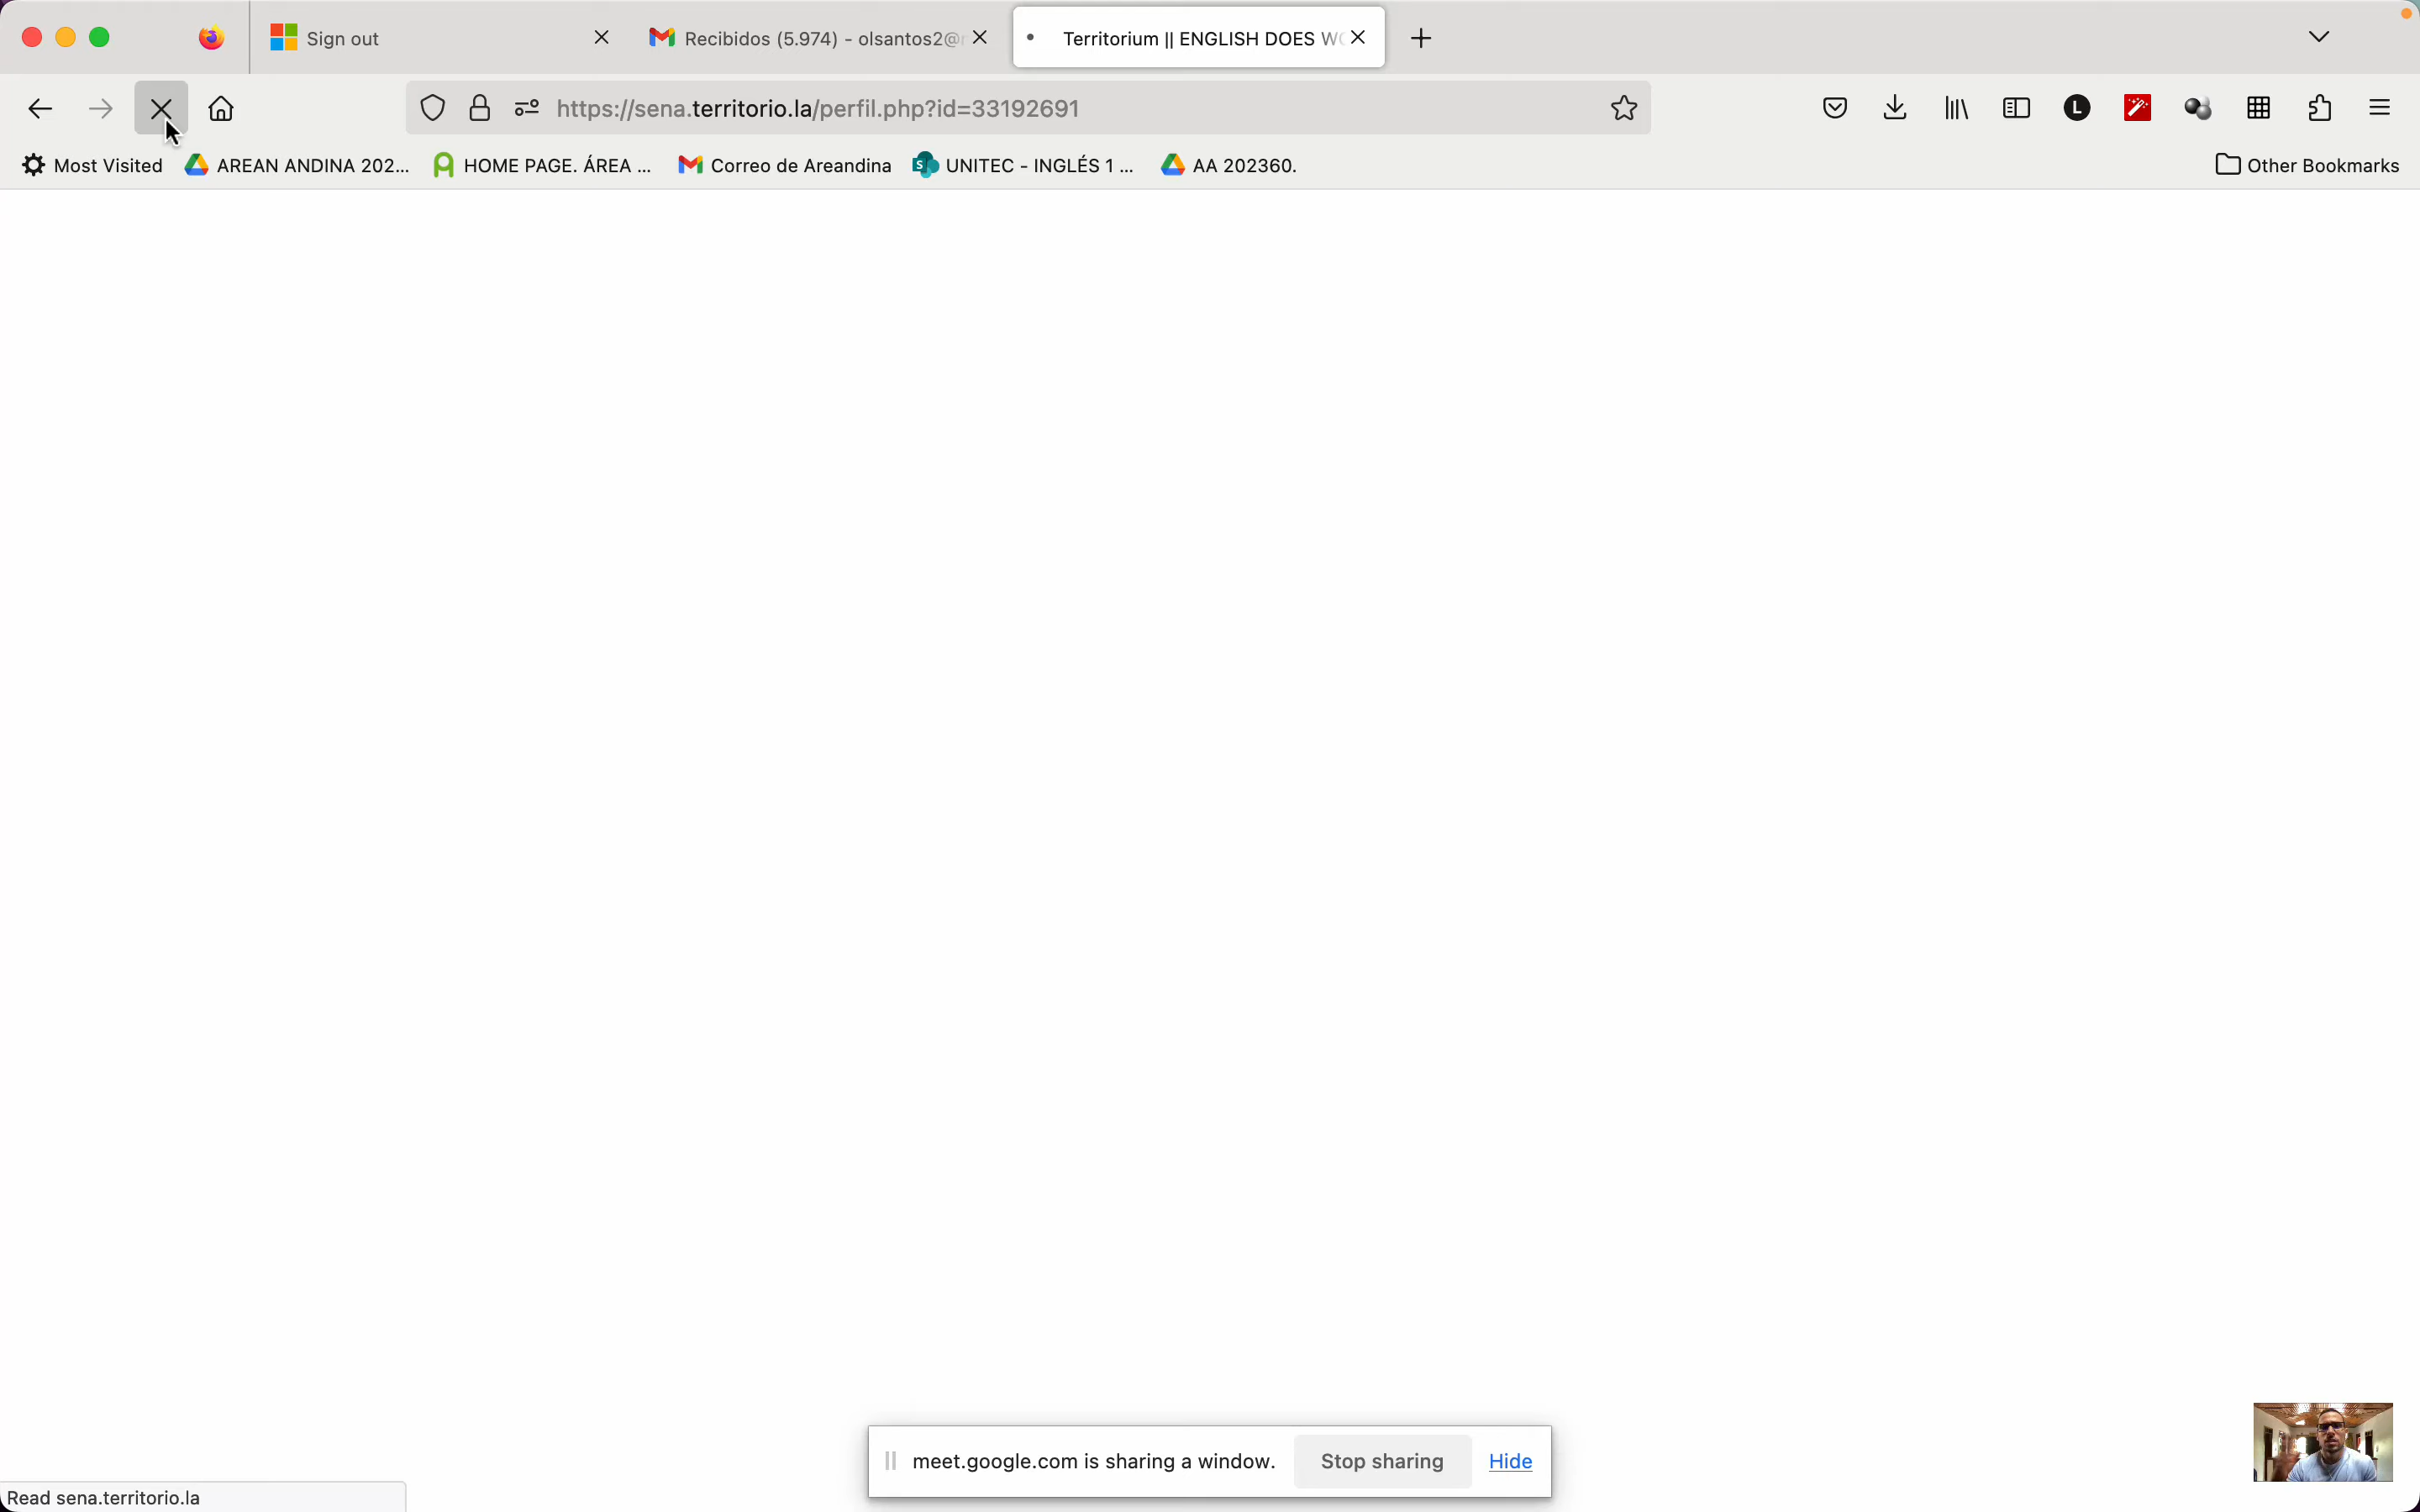 Sign out
Recibidos (5.974) - olsantos2@
Territorium || ENGLISH DOES W
https://sena.territorio.la/perfil.php?id=33192691
L
Most Visited
AREAN ANDINA 202...
HOME PAGE. ÁREA ...
Correo de Areandina
S
UNITEC - INGLÉS 1 ...
AA 202360.
Other Bookmarks
meet.google.com is sharing a window.
Stop sharing
Hide
Read sena.territorio.la